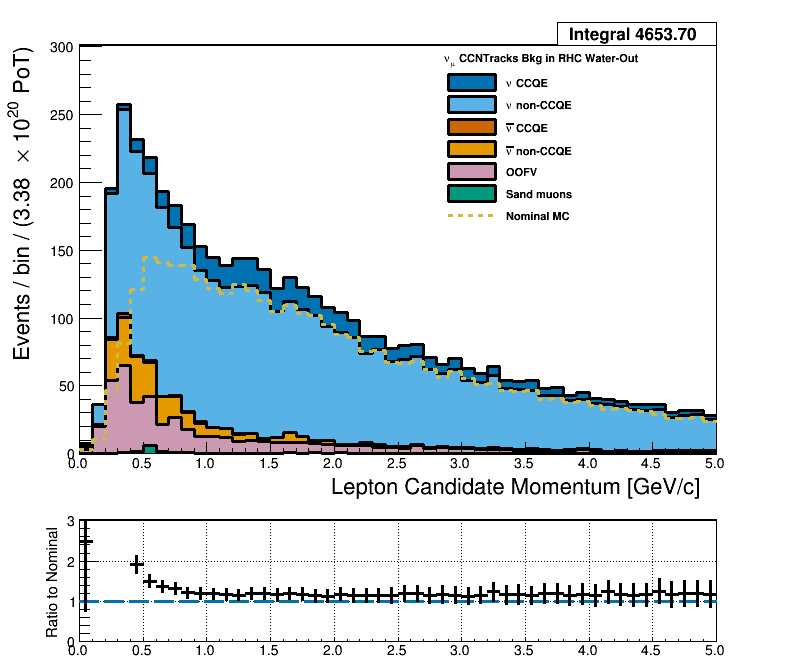 Integral 4653.70
300
250
200
150
100
50
0
Events / bin / (3.38 × 10²⁰ PoT)
ν_μ CCNTracks Bkg in RHC Water-Out
ν CCQE
ν non-CCQE
ν̅ CCQE
ν̅ non-CCQE
OOFV
Sand muons
Nominal MC
0.0 0.5 1.0 1.5 2.0 2.5 3.0 3.5 4.0 4.5 5.0
Lepton Candidate Momentum [GeV/c]
3
2
1
0
Ratio to Nominal
0.0 0.5 1.0 1.5 2.0 2.5 3.0 3.5 4.0 4.5 5.0